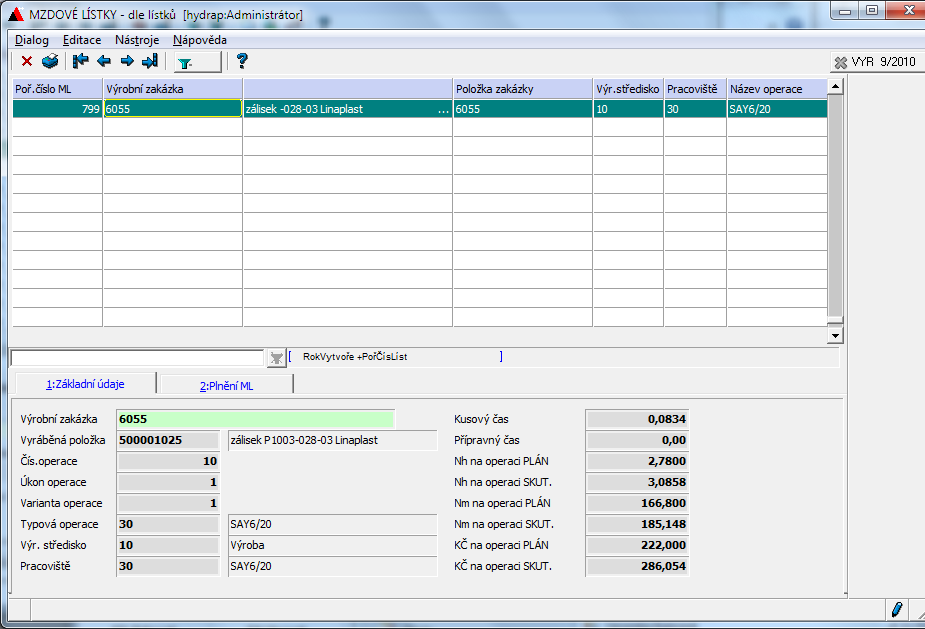 MZDOVÉ LÍSTKY - dle lístků [hydrap:Administrátor]
Dialog Editace Nástroje Nápověda
VYR 9/2010
Poř.číslo ML Výrobní zakázka Položka zakázky Výr.středisko Pracoviště Název operace
799 6055 zálisek -028-03 Linaplast ... 6055 10 30 SAY6/20
[ RokVytvoře +PořČísLíst ]
1:Základní údaje 2:Plnění ML
Výrobní zakázka 6055 Kusový čas 0,0834
Vyráběná položka 500001025 zálisek P1003-028-03 Linaplast Přípravný čas 0,00
Čís.operace 10 Nh na operaci PLÁN 2,7800
Úkon operace 1 Nh na operaci SKUT. 3,0858
Varianta operace 1 Nm na operaci PLÁN 166,800
Typová operace 30 SAY6/20 Nm na operaci SKUT. 185,148
Výr. středisko 10 Výroba KČ na operaci PLÁN 222,000
Pracoviště 30 SAY6/20 KČ na operaci SKUT. 286,054